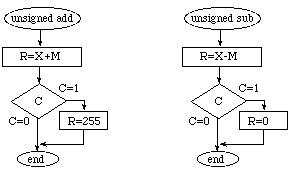 unsigned add
R=X+M
C=1
C
C=0
R=255
end
unsigned sub
R=X-M
C=1
C
C=0
R=0
end